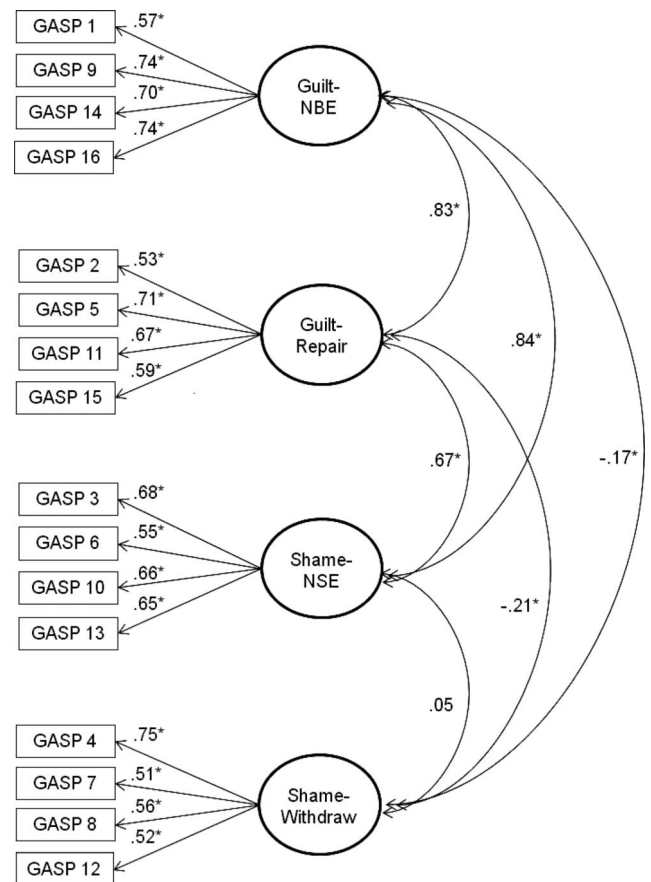 GASP 1
.57*
GASP 9
.74*
GASP 14
.70*
GASP 16
.74*
Guilt-
NBE
.83*
GASP 2
.53*
GASP 5
.71*
GASP 11
.67*
GASP 15
.59*
Guilt-
Repair
.84*
.67*
-.17*
GASP 3
.68*
GASP 6
.55*
GASP 10
.66*
GASP 13
.65*
Shame-
NSE
-.21*
.05
GASP 4
.75*
GASP 7
.51*
GASP 8
.56*
GASP 12
.52*
Shame-
Withdraw